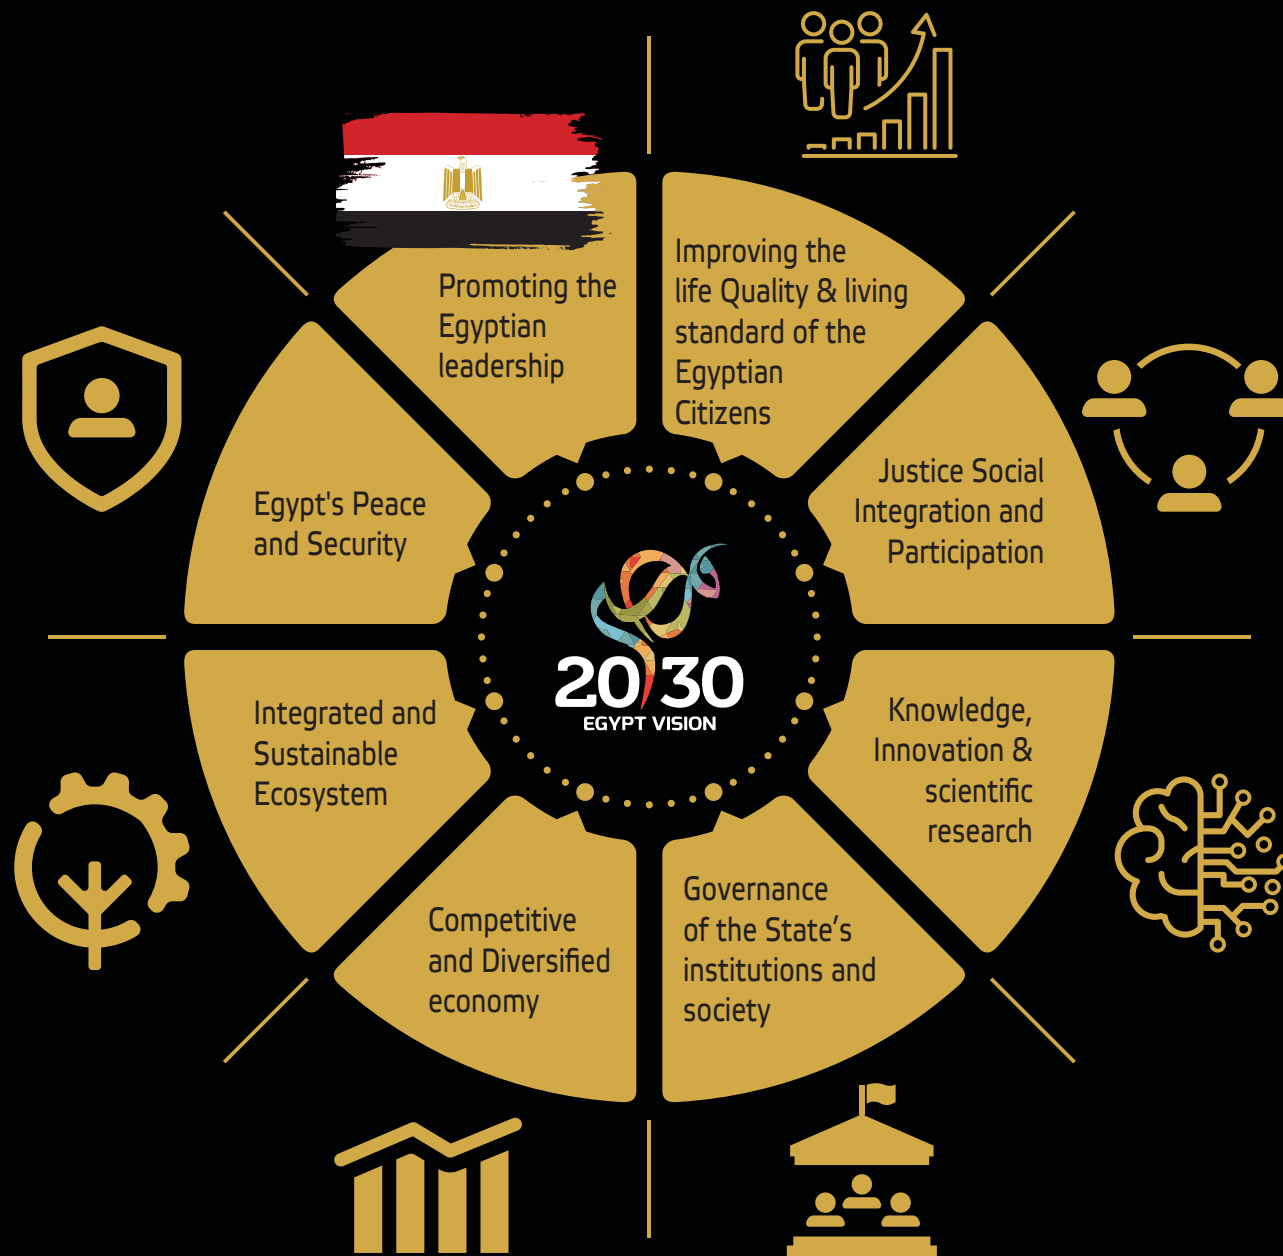 Promoting the
Egyptian
leadership
Improving the
life Quality & living
standard of the
Egyptian
Citizens
Justice Social
Integration and
Participation
Knowledge,
Innovation &
scientific
research
Governance
of the State’s
institutions and
society
Competitive
and Diversified
economy
Integrated and
Sustainable
Ecosystem
Egypt's Peace
and Security
2030
EGYPT VISION